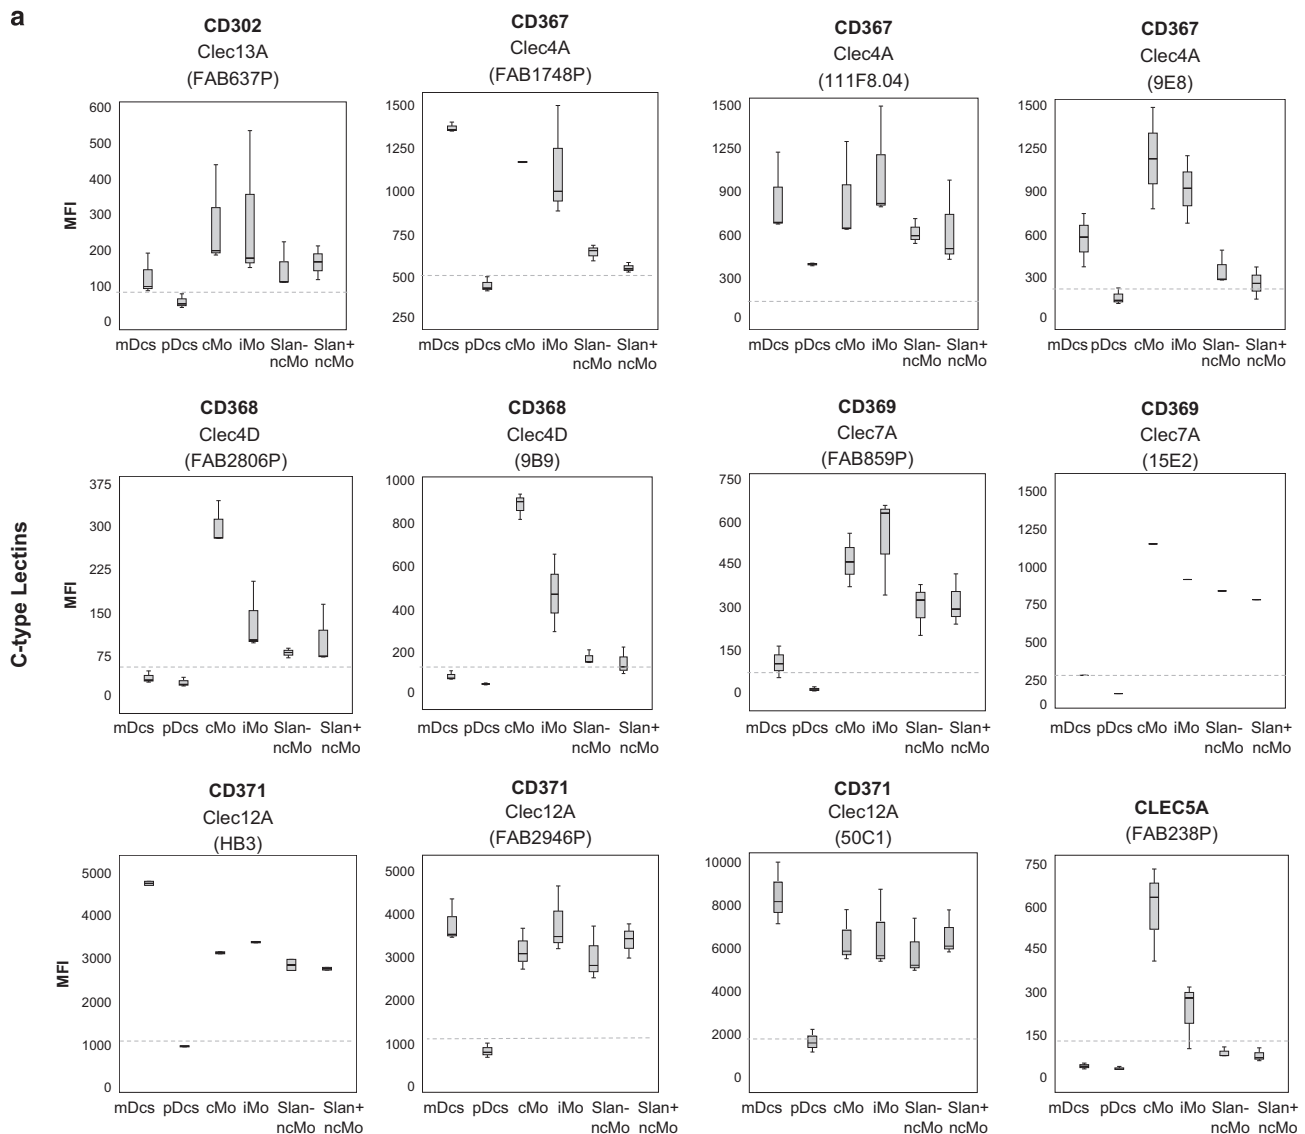 a
CD302
Clec13A
(FAB637P)
CD367
Clec4A
(FAB1748P)
CD367
Clec4A
(111F8.04)
CD367
Clec4A
(9E8)
C-type Lectins
MFI
600
500
400
300
200
100
0
mDcs pDcs cMo iMo Slan- Slan+
ncMo ncMo
1500
1250
1000
750
500
250
mDcs pDcs cMo iMo Slan- Slan+
ncMo ncMo
1500
1250
900
600
300
0
mDcs pDcs cMo iMo Slan- Slan+
ncMo ncMo
1500
1250
900
600
300
0
mDcs pDcs cMo iMo Slan- Slan+
ncMo ncMo
CD368
Clec4D
(FAB2806P)
CD368
Clec4D
(9B9)
CD369
Clec7A
(FAB859P)
CD369
Clec7A
(15E2)
MFI
375
300
225
150
75
0
mDcs pDcs cMo iMo Slan- Slan+
ncMo ncMo
1000
800
600
400
200
0
mDcs pDcs cMo iMo Slan- Slan+
ncMo ncMo
750
600
450
300
150
0
mDcs pDcs cMo iMo Slan- Slan+
ncMo ncMo
1500
1250
1000
750
500
250
0
mDcs pDcs cMo iMo Slan- Slan+
ncMo ncMo
CD371
Clec12A
(HB3)
CD371
Clec12A
(FAB2946P)
CD371
Clec12A
(50C1)
CLEC5A
(FAB238P)
MFI
5000
4000
3000
2000
1000
0
mDcs pDcs cMo iMo Slan- Slan+
ncMo ncMo
5000
4000
3000
2000
1000
0
mDcs pDcs cMo iMo Slan- Slan+
ncMo ncMo
10000
8000
6000
4000
2000
0
mDcs pDcs cMo iMo Slan- Slan+
ncMo ncMo
750
600
450
300
150
0
mDcs pDcs cMo iMo Slan- Slan+
ncMo ncMo